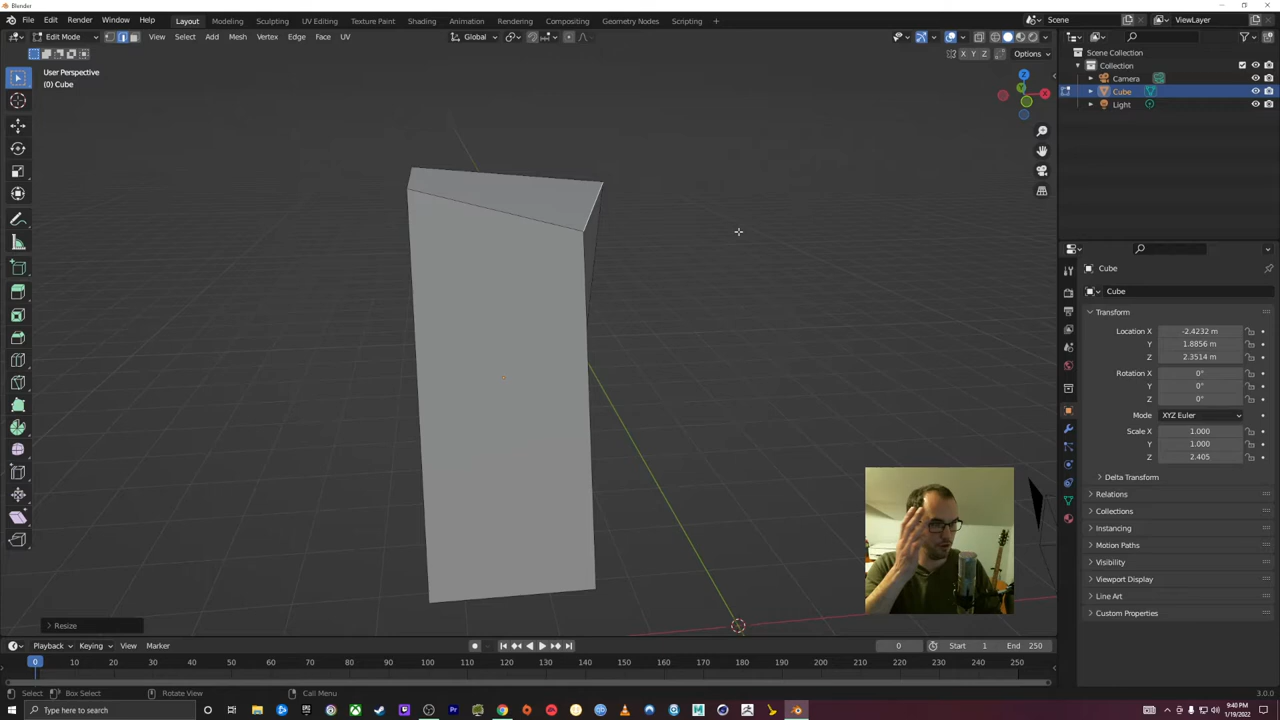 Blender
File Edit Render Window Help Layout Modeling Sculpting UV Editing Texture Paint Shading Animation Rendering Compositing Geometry Nodes Scripting + Scene ViewLayer
Edit Mode View Select Add Mesh Vertex Edge Face UV Global
X Y Z Options
User Perspective
(0) Cube
Scene Collection
Collection
Camera
Cube
Light
Z
X
Y
Cube
Cube
Transform
Location X -2.4232 m
Y 1.8856 m
Z 2.3514 m
Rotation X 0°
Y 0°
Z 0°
Mode XYZ Euler
Scale X 1.000
Y 1.000
Z 2.405
Delta Transform
Relations
Collections
Instancing
Motion Paths
Visibility
Viewport Display
Line Art
Custom Properties
Resize
Playback Keying View Marker 0 Start 1 End 250
0 10 20 30 40 50 60 70 80 90 100 110 120 130 140 150 160 170 180 190 200 210 220 230 240 250
Select Box Select Rotate View Call Menu 3.0.0
Type here to search
9:40 PM
1/19/2022